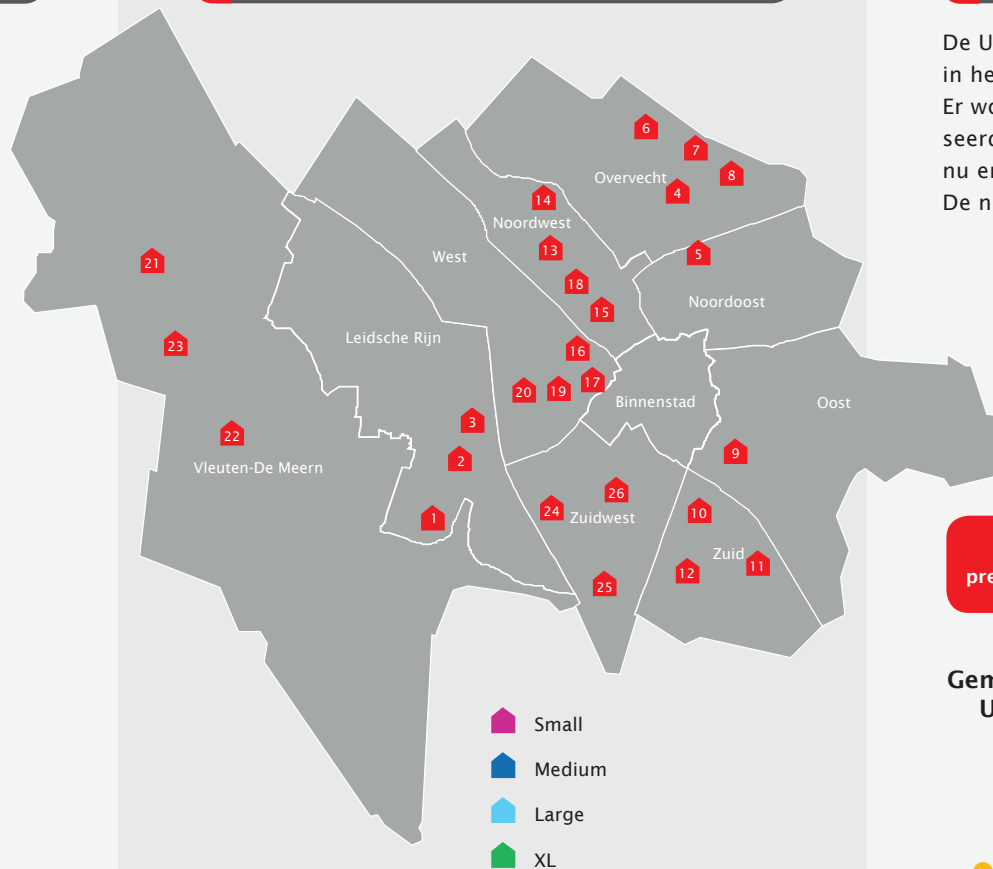 6
7
8
Overvecht
4
14
Noordwest
13
5
West
21
18
Noordoost
15
Leidsche Rijn
23
16
17
20
19
Binnenstad
Oost
3
22
9
2
Vleuten-De Meern
26
24
Zuidwest
10
1
Zuid
11
12
25
Small
Medium
Large
XL
De U
in he
Er wo
seerd
nu er
De n
pre
Gem
U